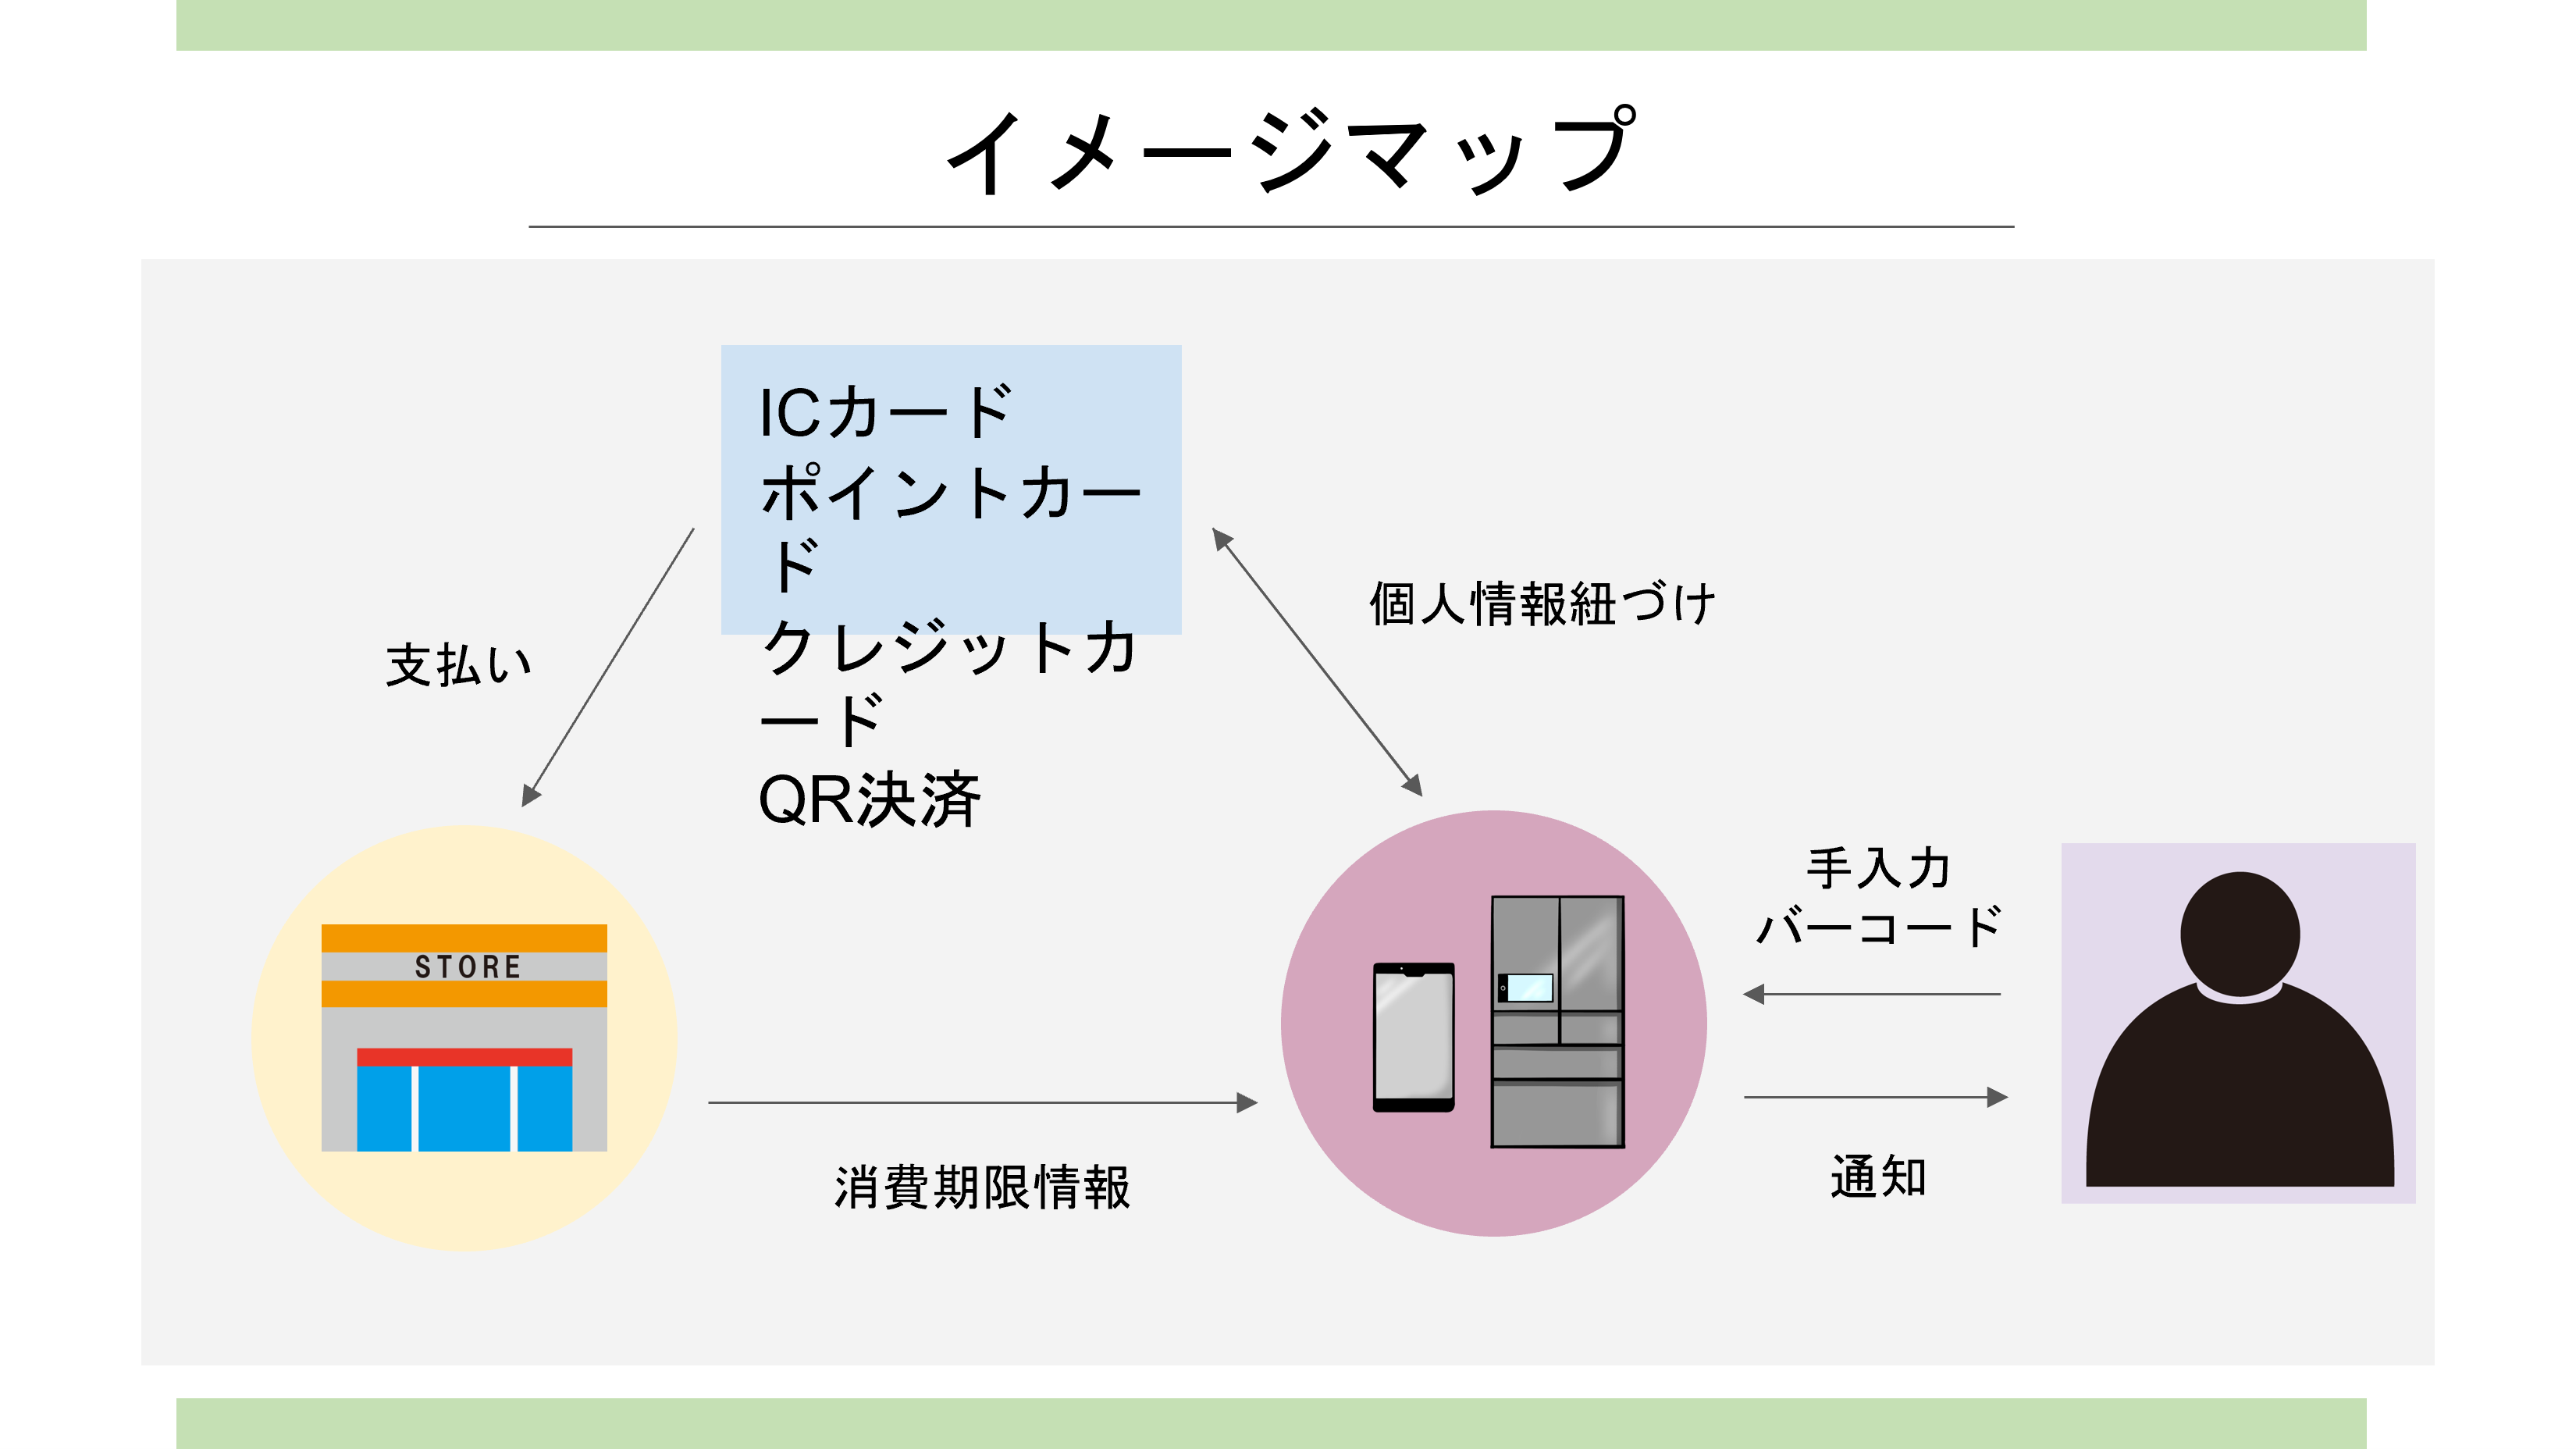 イメージマップ
ICカード
ポイントカー
ド
クレジットカ
ード
QR決済
個人情報紐づけ
支払い
手入力
バーコード
STORE
消費期限情報
通知